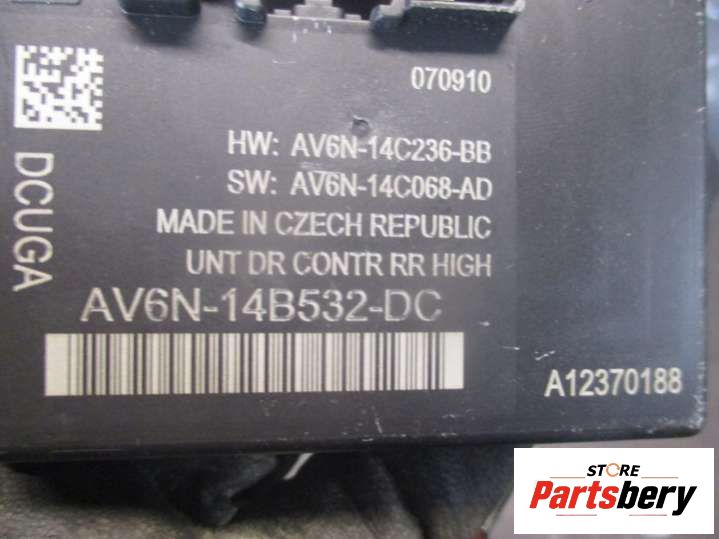 070910
HW: AV6N-14C236-BB
SW: AV6N-14C068-AD
MADE IN CZECH REPUBLIC
UNT DR CONTR RR HIGH
DCUGA
AV6N-14B532-DC
A12370188
STORE
Partsbery